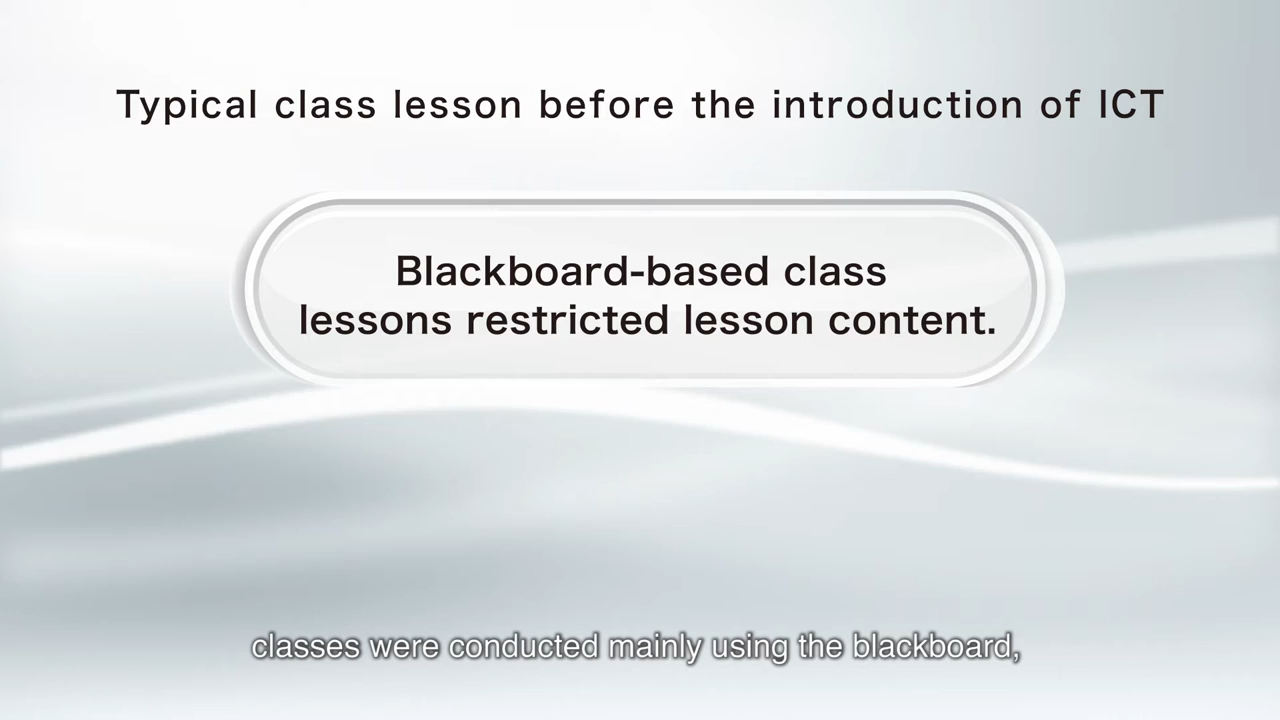 Typical class lesson before the introduction of ICT
Blackboard-based class
lessons restricted lesson content.
classes were conducted mainly using the blackboard,